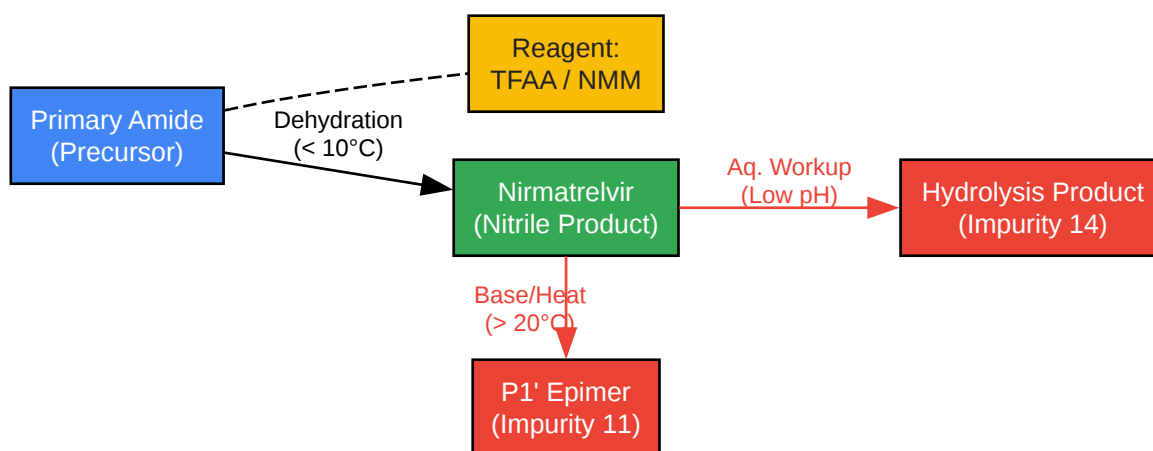 Reagent:
TFAA / NMM
Primary Amide
(Precursor)
Dehydration
(< 10°C)
Nirmatrelvir
(Nitrile Product)
Aq. Workup
(Low pH)
Hydrolysis Product
(Impurity 14)
Base/Heat
(> 20°C)
P1' Epimer
(Impurity 11)